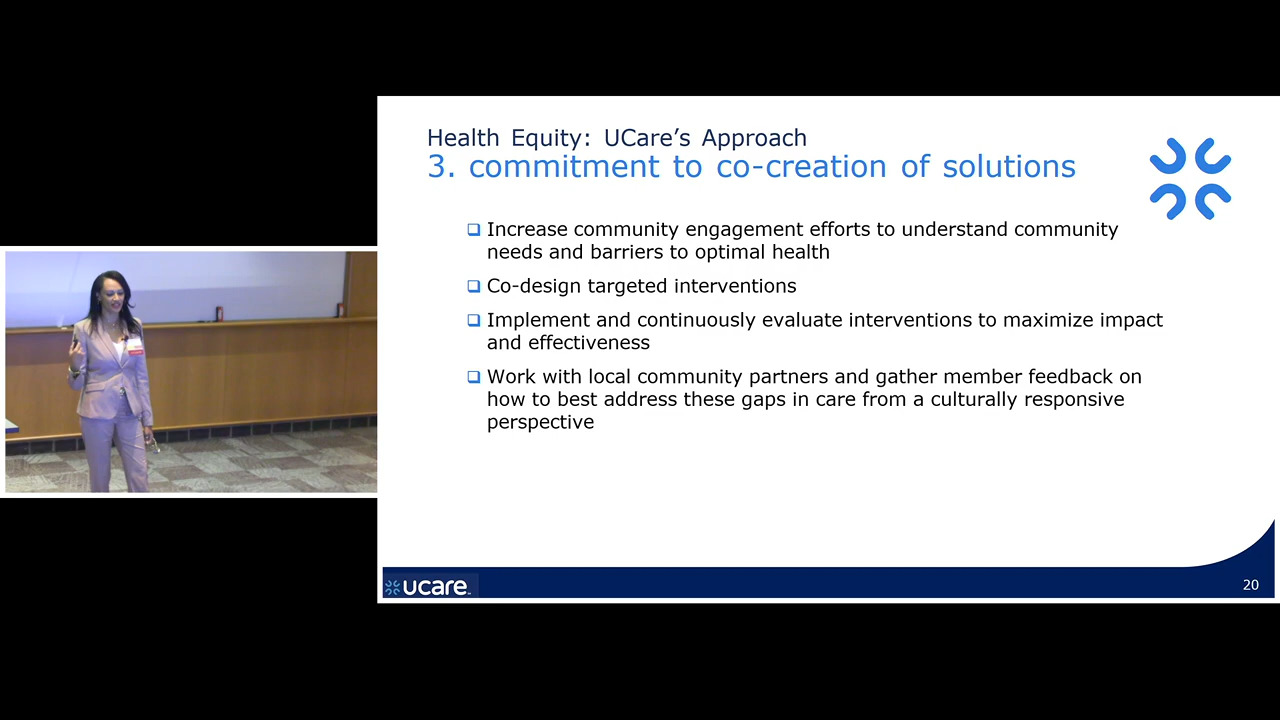 Health Equity: UCare’s Approach
3. commitment to co-creation of solutions
❑ Increase community engagement efforts to understand community
needs and barriers to optimal health
❑ Co-design targeted interventions
❑ Implement and continuously evaluate interventions to maximize impact
and effectiveness
❑ Work with local community partners and gather member feedback on
how to best address these gaps in care from a culturally responsive
perspective
ucare
20